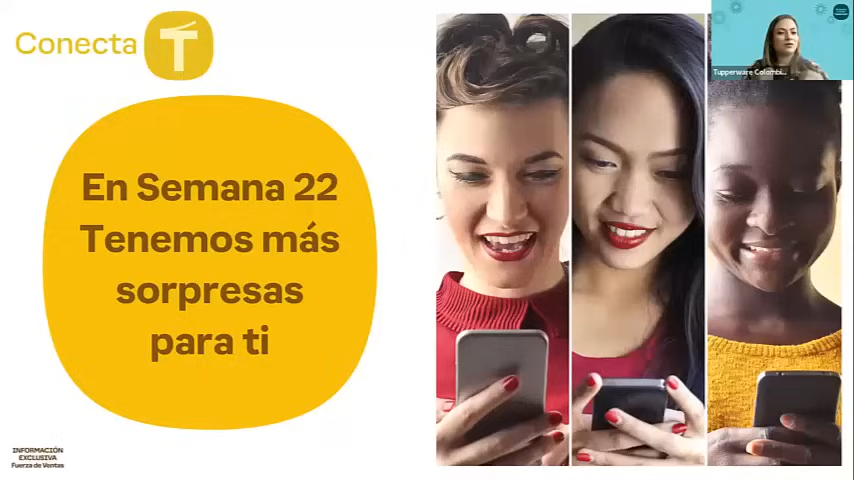 Conecta T
En Semana 22
Tenemos más
sorpresas
para ti
Tupperware Colombi...
INFORMACIÓN
EXCLUSIVA
Fuerza de Ventas